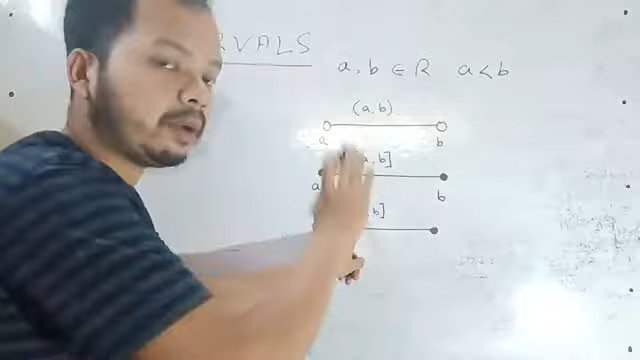 RVALS
a, b ∈ R a < b
(a, b)
a b
a, b]
a b
, b]